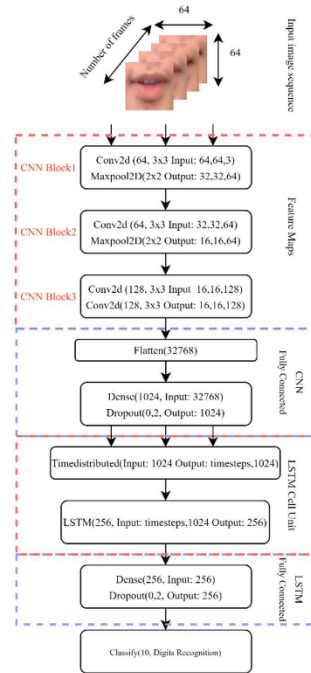 64
Number of frames
64
Input image sequence
CNN Block1
Conv2d (64, 3x3 Input: 64,64,3)
Maxpool2D(2x2 Output: 32,32,64)
CNN Block2
Conv2d (64, 3x3 Input: 32,32,64)
Maxpool2D(2x2 Output: 16,16,64)
Feature Maps
CNN Block3
Conv2d (128, 3x3 Input 16,16,128)
Conv2d(128, 3x3 Output: 16,16,128)
Flatten(32768)
Dense(1024, Input: 32768)
Dropout(0,2, Output: 1024)
CNN
Fully Connected
Timedistributed(Input: 1024 Output: timesteps,1024)
LSTM(256, Input: timesteps,1024 Output: 256)
LSTM Cell Unit
Dense(256, Input: 256)
Dropout(0,2, Output: 256)
LSTM
Fully Connected
Classify(10, Digits Recognition)